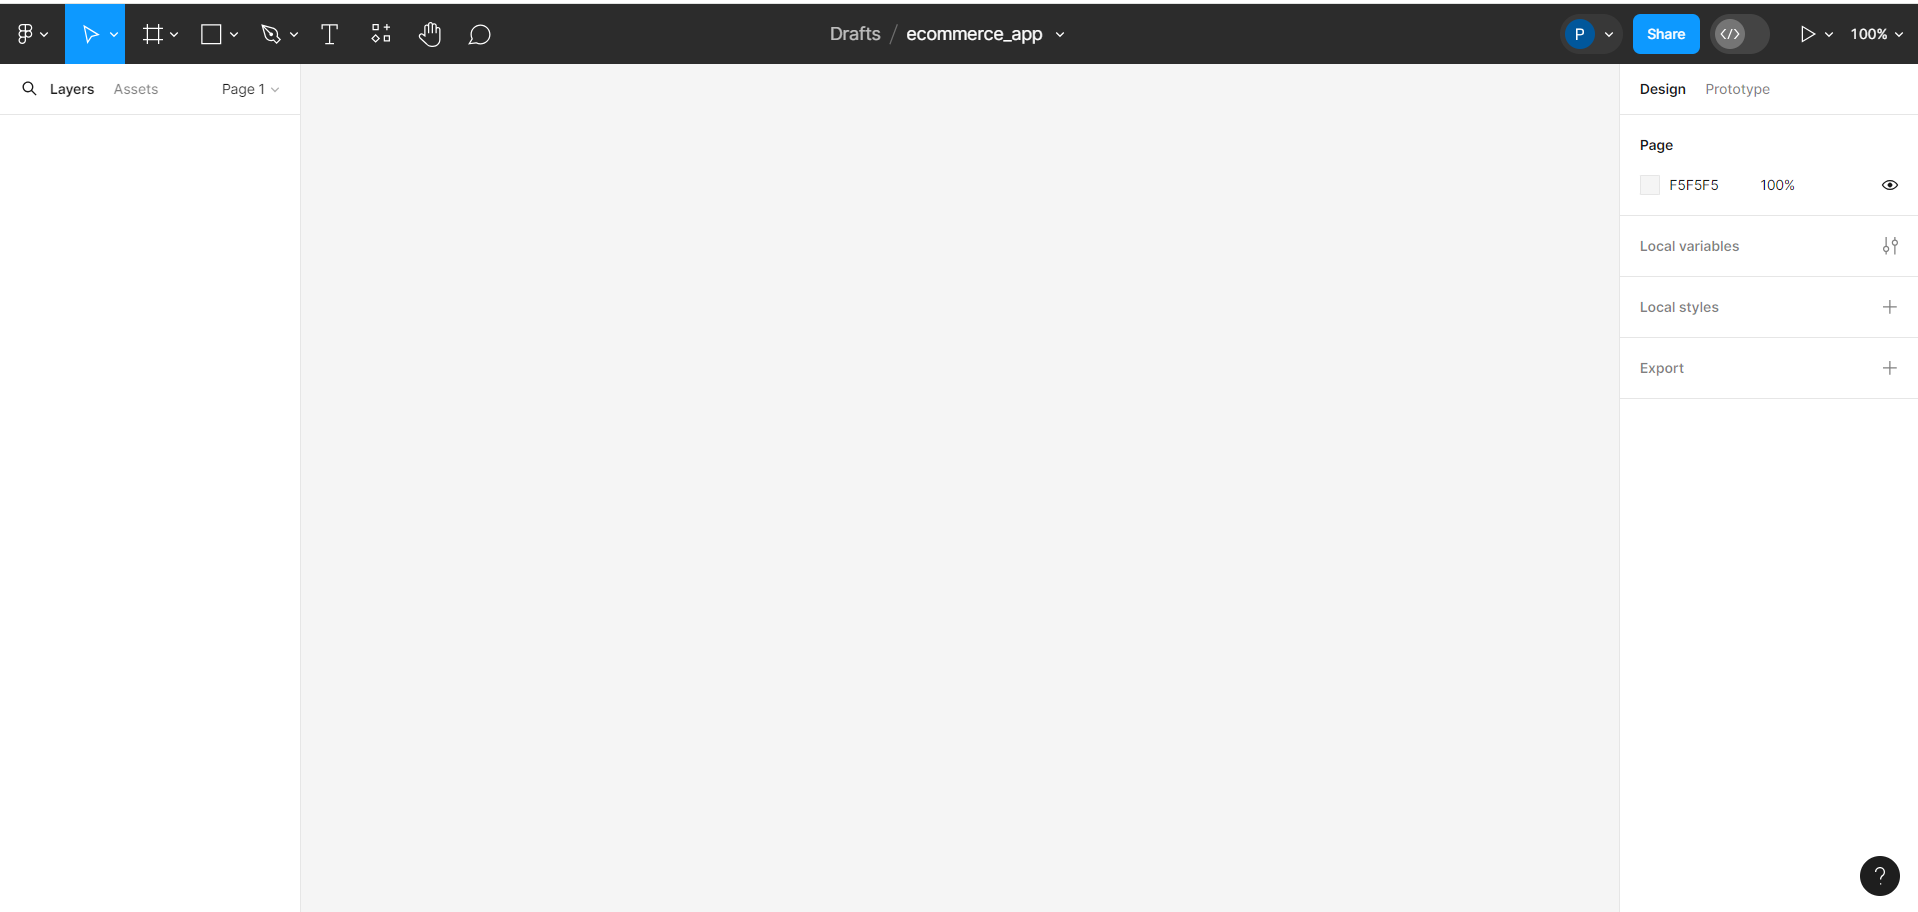 Drafts / ecommerce_app
P
Share
</>
100%
Layers
Assets
Page 1
Design
Prototype
Page
F5F5F5
100%
Local variables
Local styles
Export
?